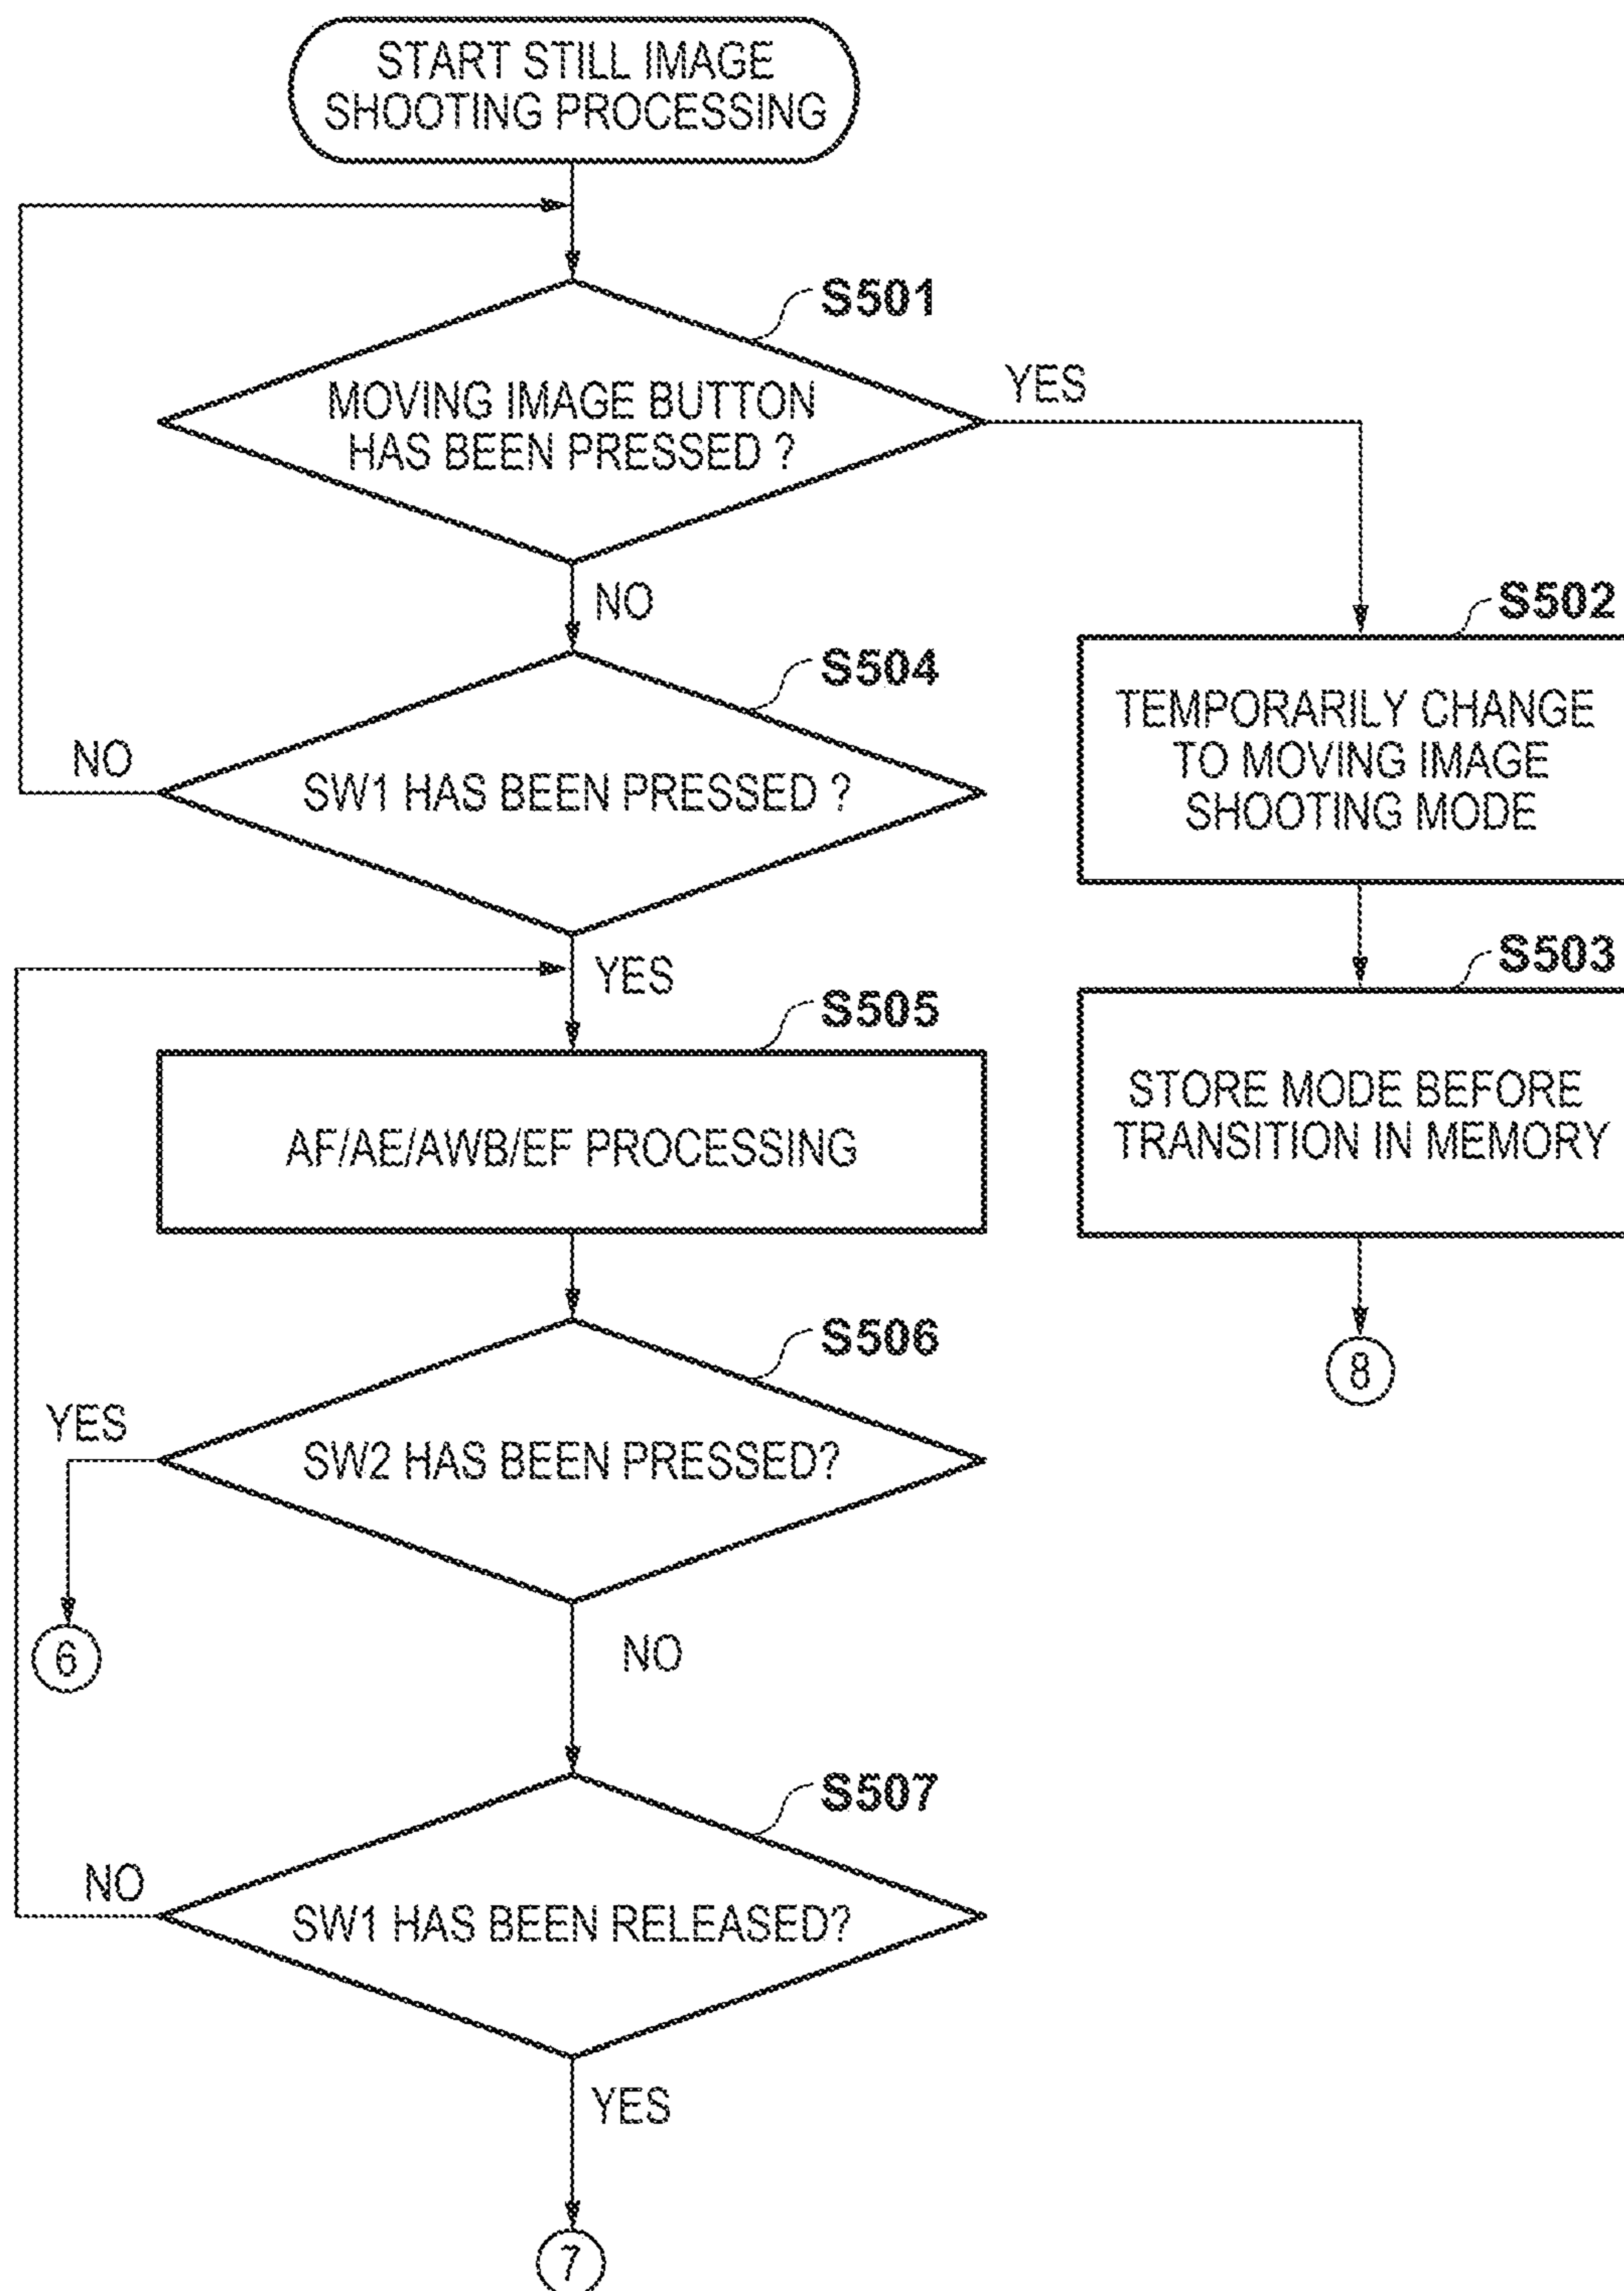 START STILL IMAGE
SHOOTING PROCESSING
S501
MOVING IMAGE BUTTON
HAS BEEN PRESSED ?
YES
NO
S502
TEMPORARILY CHANGE
TO MOVING IMAGE
SHOOTING MODE
S504
SW1 HAS BEEN PRESSED ?
NO
YES
S503
STORE MODE BEFORE
TRANSITION IN MEMORY
8
S505
AF/AE/AWB/EF PROCESSING
S506
SW2 HAS BEEN PRESSED?
YES
6
NO
S507
SW1 HAS BEEN RELEASED?
NO
YES
7